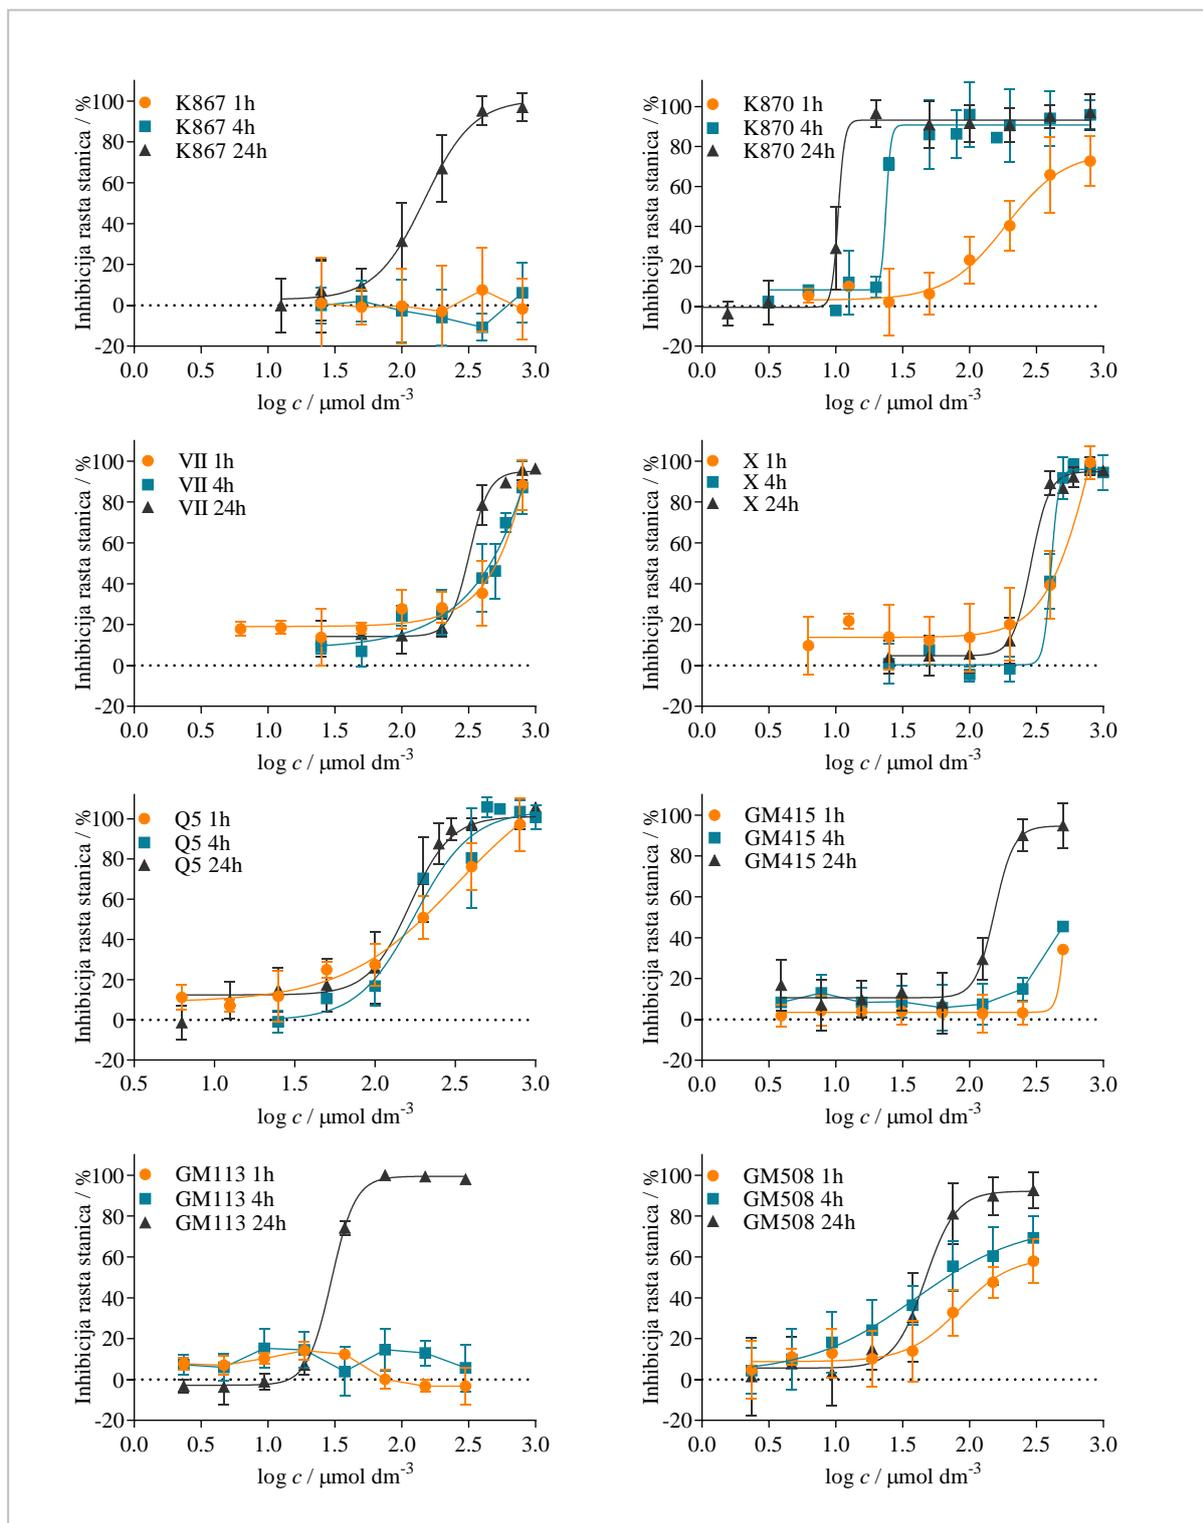 Inhibicija rasta stanica / %
100
80
60
40
20
0
-20
K867 1h
K867 4h
K867 24h
0.0 0.5 1.0 1.5 2.0 2.5 3.0
log c / μmol dm-3
Inhibicija rasta stanica / %
100
80
60
40
20
0
-20
K870 1h
K870 4h
K870 24h
0.0 0.5 1.0 1.5 2.0 2.5 3.0
log c / μmol dm-3
Inhibicija rasta stanica / %
100
80
60
40
20
0
-20
VII 1h
VII 4h
VII 24h
0.0 0.5 1.0 1.5 2.0 2.5 3.0
log c / μmol dm-3
Inhibicija rasta stanica / %
100
80
60
40
20
0
-20
X 1h
X 4h
X 24h
0.0 0.5 1.0 1.5 2.0 2.5 3.0
log c / μmol dm-3
Inhibicija rasta stanica / %
100
80
60
40
20
0
-20
Q5 1h
Q5 4h
Q5 24h
0.5 1.0 1.5 2.0 2.5 3.0
log c / μmol dm-3
Inhibicija rasta stanica / %
100
80
60
40
20
0
-20
GM415 1h
GM415 4h
GM415 24h
0.0 0.5 1.0 1.5 2.0 2.5 3.0
log c / μmol dm-3
Inhibicija rasta stanica / %
100
80
60
40
20
0
-20
GM113 1h
GM113 4h
GM113 24h
0.0 0.5 1.0 1.5 2.0 2.5 3.0
log c / μmol dm-3
Inhibicija rasta stanica / %
100
80
60
40
20
0
-20
GM508 1h
GM508 4h
GM508 24h
0.0 0.5 1.0 1.5 2.0 2.5 3.0
log c / μmol dm-3